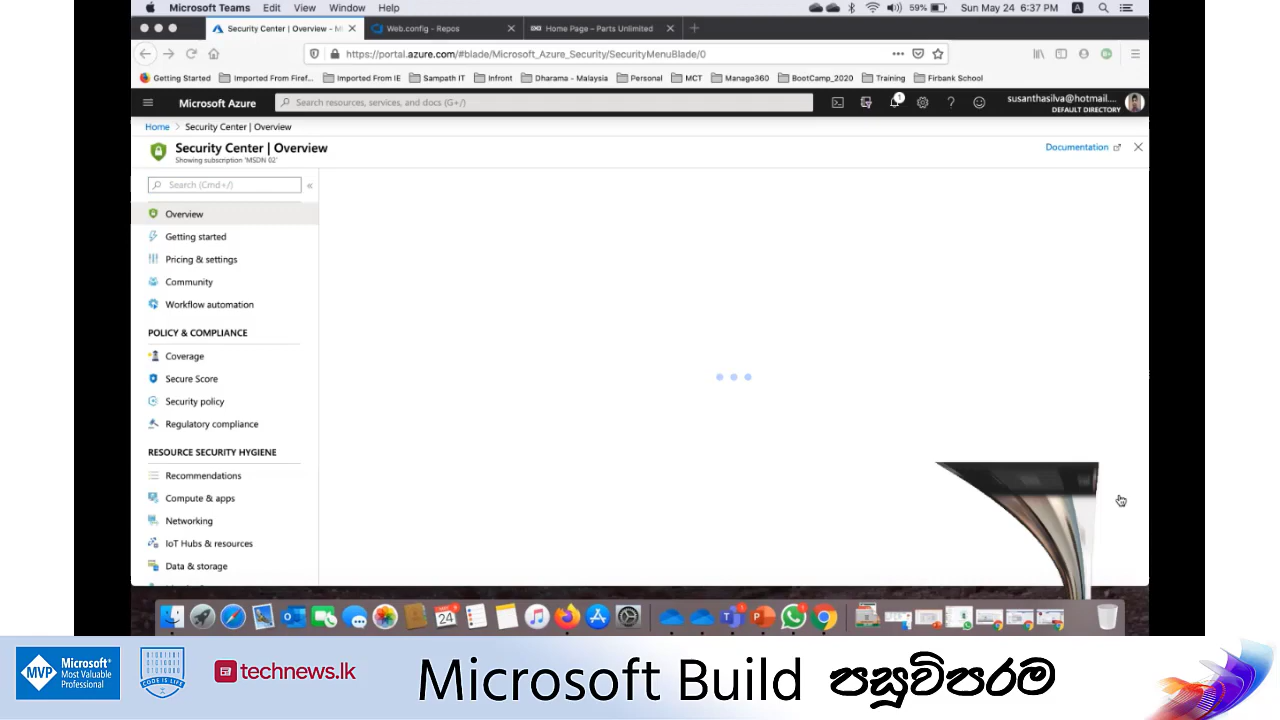 Microsoft Teams Edit View Window Help 59% Sun May 24 6:37 PM A
Security Center | Overview - M Web.config - Repos Home Page - Parts Unlimited
https://portal.azure.com/#blade/Microsoft_Azure_Security/SecurityMenuBlade/0
Getting Started Imported From Firef... Imported From IE Sampath IT Infront Dharama - Malaysia Personal MCT Manage360 BootCamp_2020 Training Firbank School
Microsoft Azure Search resources, services, and docs (G+/) 1 susanthasilva@hotmail....
DEFAULT DIRECTORY
Home > Security Center | Overview
Security Center | Overview
Showing subscription 'MSDN 02'
Documentation
Search (Cmd+/) «
Overview
Getting started
Pricing & settings
Community
Workflow automation
POLICY & COMPLIANCE
Coverage
Secure Score
Security policy
Regulatory compliance
RESOURCE SECURITY HYGIENE
Recommendations
Compute & apps
Networking
IoT Hubs & resources
Data & storage
24
MVP Microsoft
Most Valuable
Professional
CODE IS LIFE
technews.lk
Microsoft Build පසුවිපරම